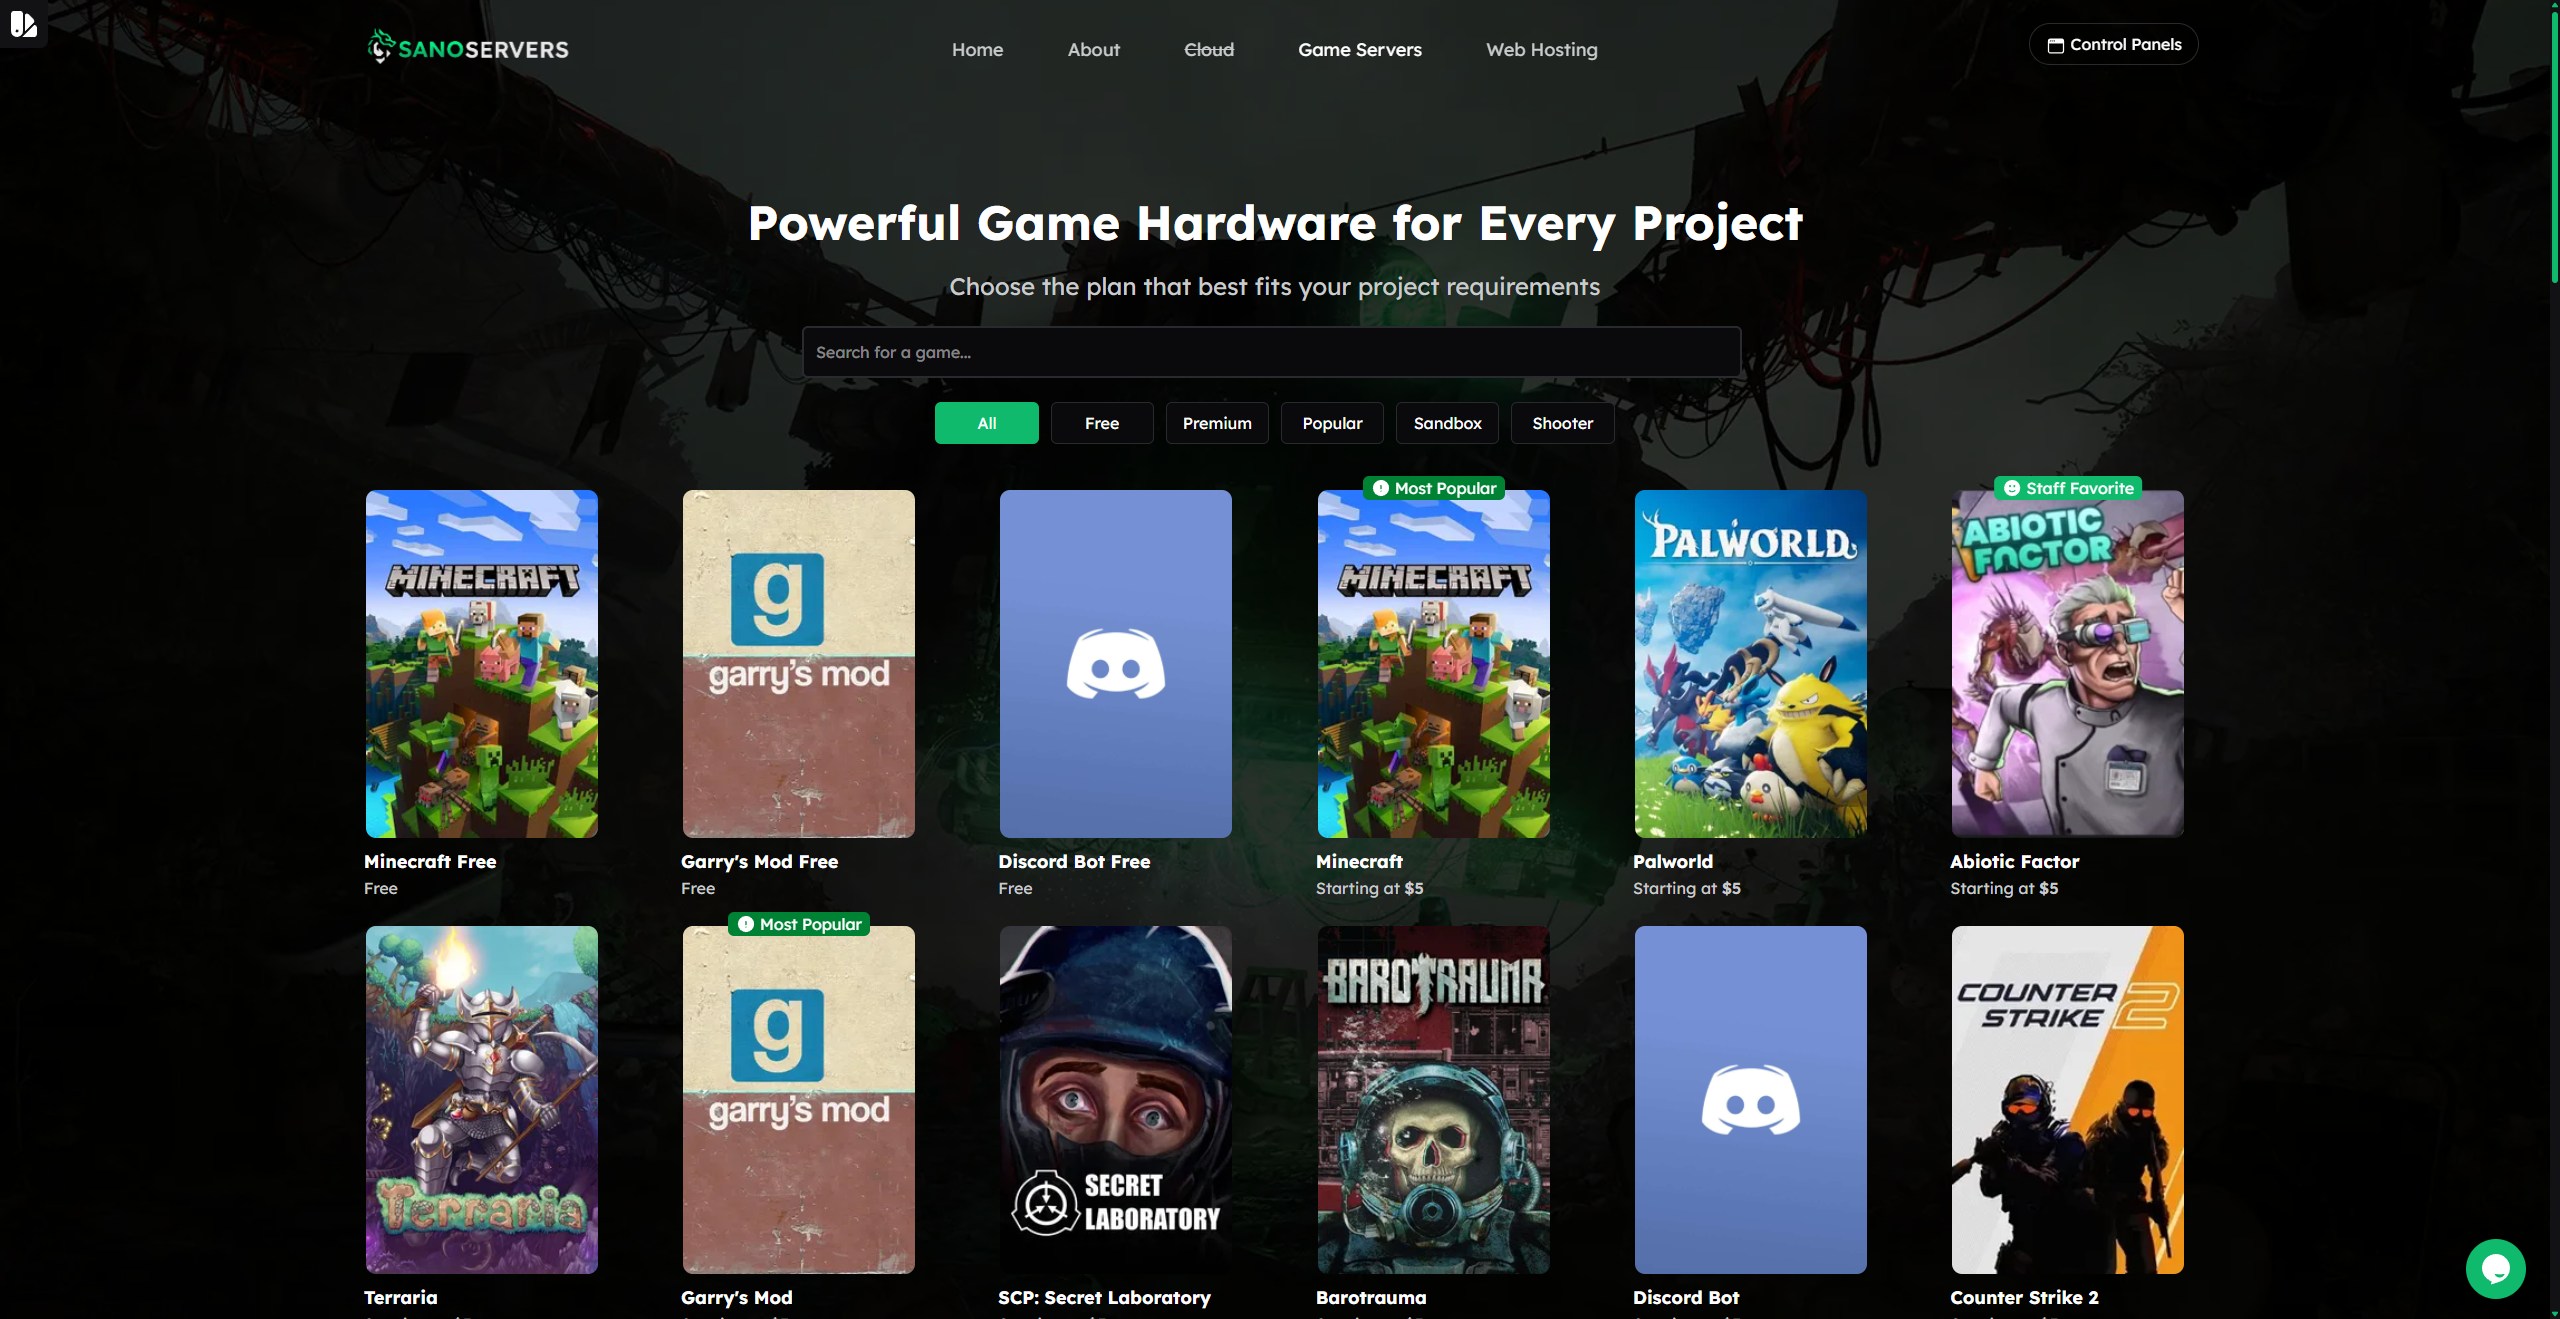 SANOSERVERS
Home About Cloud Game Servers Web Hosting
Control Panels
Powerful Game Hardware for Every Project
Choose the plan that best fits your project requirements
Search for a game...
All Free Premium Popular Sandbox Shooter
Most Popular
Staff Favorite
MINECRAFT
g
garry's mod
MINECRAFT
PALWORLD
ABIOTIC
FACTOR
Minecraft Free
Free
Garry's Mod Free
Free
Discord Bot Free
Free
Minecraft
Starting at $5
Palworld
Starting at $5
Abiotic Factor
Starting at $5
Most Popular
Terraria
g
garry's mod
SECRET
LABORATORY
BAROTRAUMA
COUNTER
STRIKE 2
Terraria
Garry's Mod
SCP: Secret Laboratory
Barotrauma
Discord Bot
Counter Strike 2